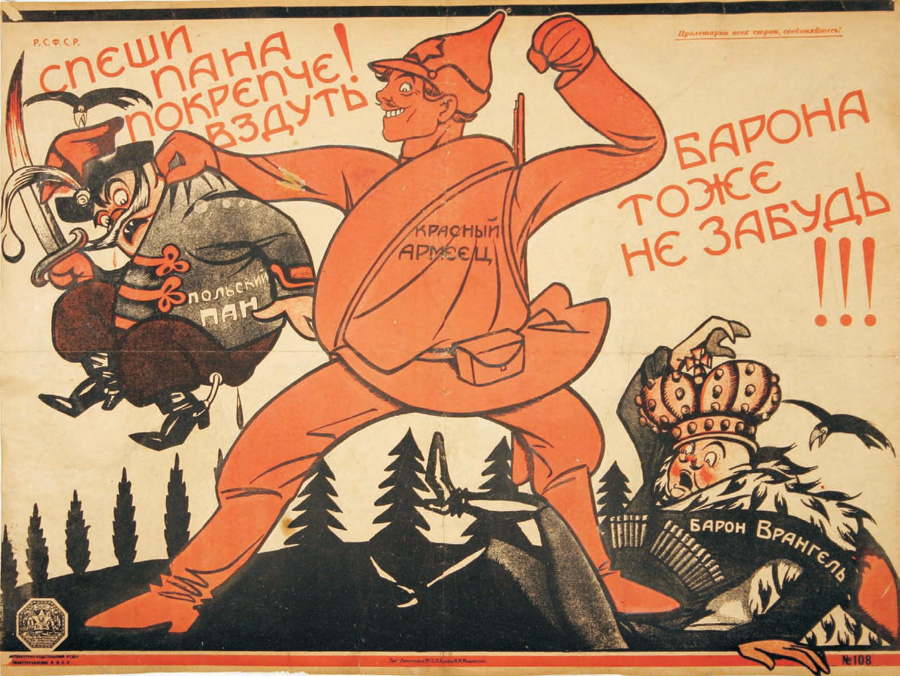 Р.С.Ф.С.Р.
Пролетарии всех стран, соединяйтесь!
СПЕШИ
ПАНА
ПОКРЕПЧЕ!
ВЗДУТЬ
БАРОНА
ТОЖЕ
НЕ ЗАБУДЬ
!!!
КРАСНЫЙ
АРМЕЕЦ
ПОЛЬСКИЙ
ПАН
БАРОН ВРАНГЕЛЬ
№108